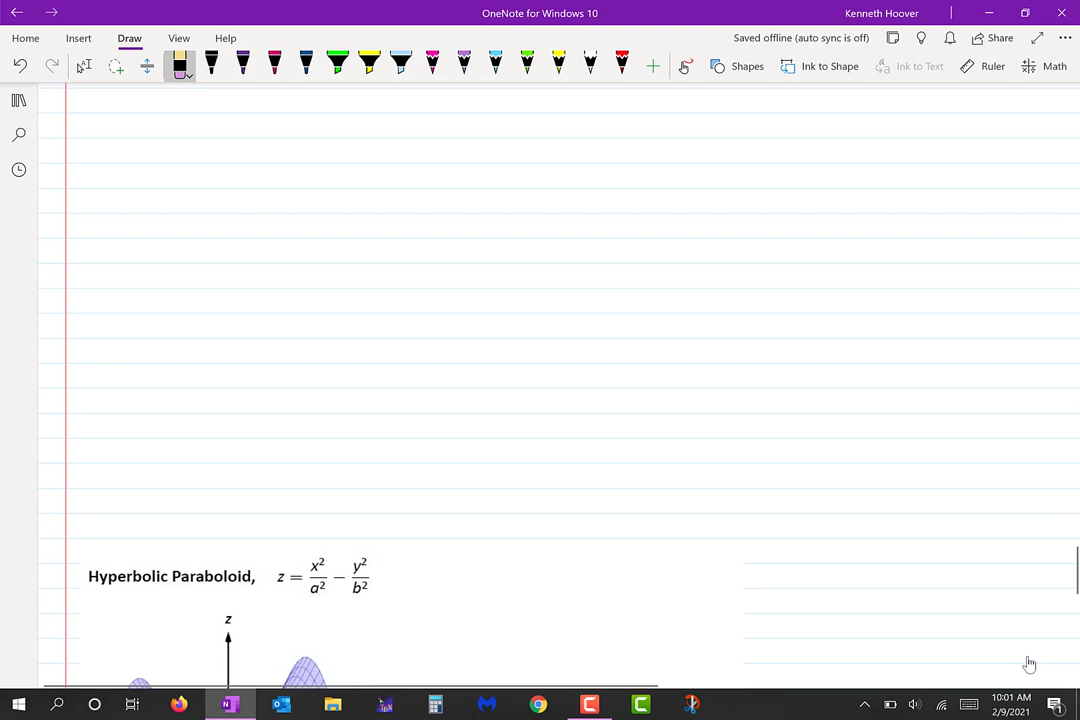 OneNote for Windows 10
Kenneth Hoover
Home
Insert
Draw
View
Help
Saved offline (auto sync is off)
Share
Shapes
Ink to Shape
Ink to Text
Ruler
Math
Hyperbolic Paraboloid, z = x²/a² − y²/b²
z
10:01 AM
2/9/2021